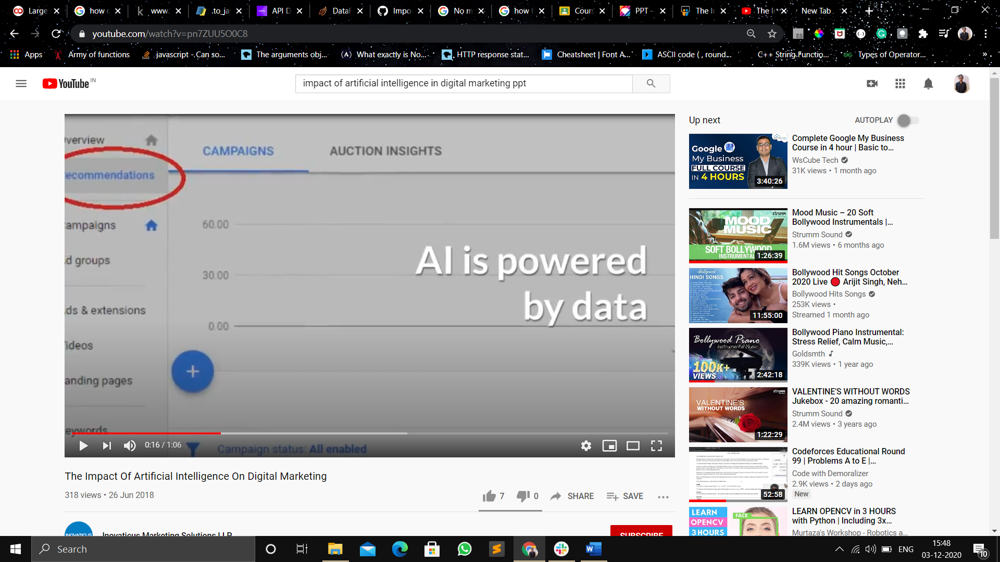 Large
how
www.
.to_ja
API D
DataF
Impo
No m
how t
Cours
PPT -
The In
The I
New Tab
youtube.com/watch?v=pn7ZUU5O0C8
Apps
Army of functions
javascript - Can so...
The arguments obj...
What exactly is No...
HTTP response stat...
Cheatsheet | Font A...
ASCII code ( , round...
C++ String Functio...
Types of Operator...
»
YouTube IN
impact of artificial intelligence in digital marketing ppt
verview
CAMPAIGNS
AUCTION INSIGHTS
ecommendations
ampaigns
60.00
d groups
30.00
AI is powered
by data
ds & extensions
0.00
ideos
anding pages
eywords
0:16 / 1:06
Campaign status: All enabled
The Impact Of Artificial Intelligence On Digital Marketing
318 views • 26 Jun 2018
7
0
SHARE
SAVE
INOVATICUS
Inovaticus Marketing Solutions LLP
SUBSCRIBE
Up next
AUTOPLAY
Google
My Business
FULL COURSE
IN 4 HOURS
3:40:26
Complete Google My Business
Course in 4 hour | Basic to...
WsCube Tech
31K views • 1 month ago
strumm
MOOD
MUSIC
SOFT BOLLYWOOD
INSTRUMENTAL
1:26:39
Mood Music – 20 Soft
Bollywood Instrumentals |...
Strumm Sound
1.6M views • 6 months ago
Bollywood
HINDI SONGS
11:55:00
Bollywood Hit Songs October
2020 Live 🔴 Arijit Singh, Neh...
Bollywood Hits Songs
253K views •
Streamed 1 month ago
Bollywood Piano
Instrumental Music
100K+
VIEWS
2:42:18
Bollywood Piano Instrumental:
Stress Relief, Calm Music,...
Goldsmth
339K views • 1 year ago
strumm
VALENTINE'S
WITHOUT WORDS
1:22:29
VALENTINE'S WITHOUT WORDS
Jukebox - 20 amazing romanti...
Strumm Sound
2.4M views • 3 years ago
52:58
Codeforces Educational Round
99 | Problems A to E |...
Code with Demoralizer
2.9K views • 2 days ago
New
LEARN
OPENCV
3 HOURS
FACE
LEARN OPENCV in 3 HOURS
with Python | Including 3x...
Murtaza's Workshop - Robotics a...
Search
ENG
15:48
03-12-2020
10